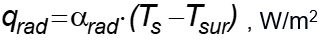 q_rad=α_rad·(T_s −T_sur) , W/m²